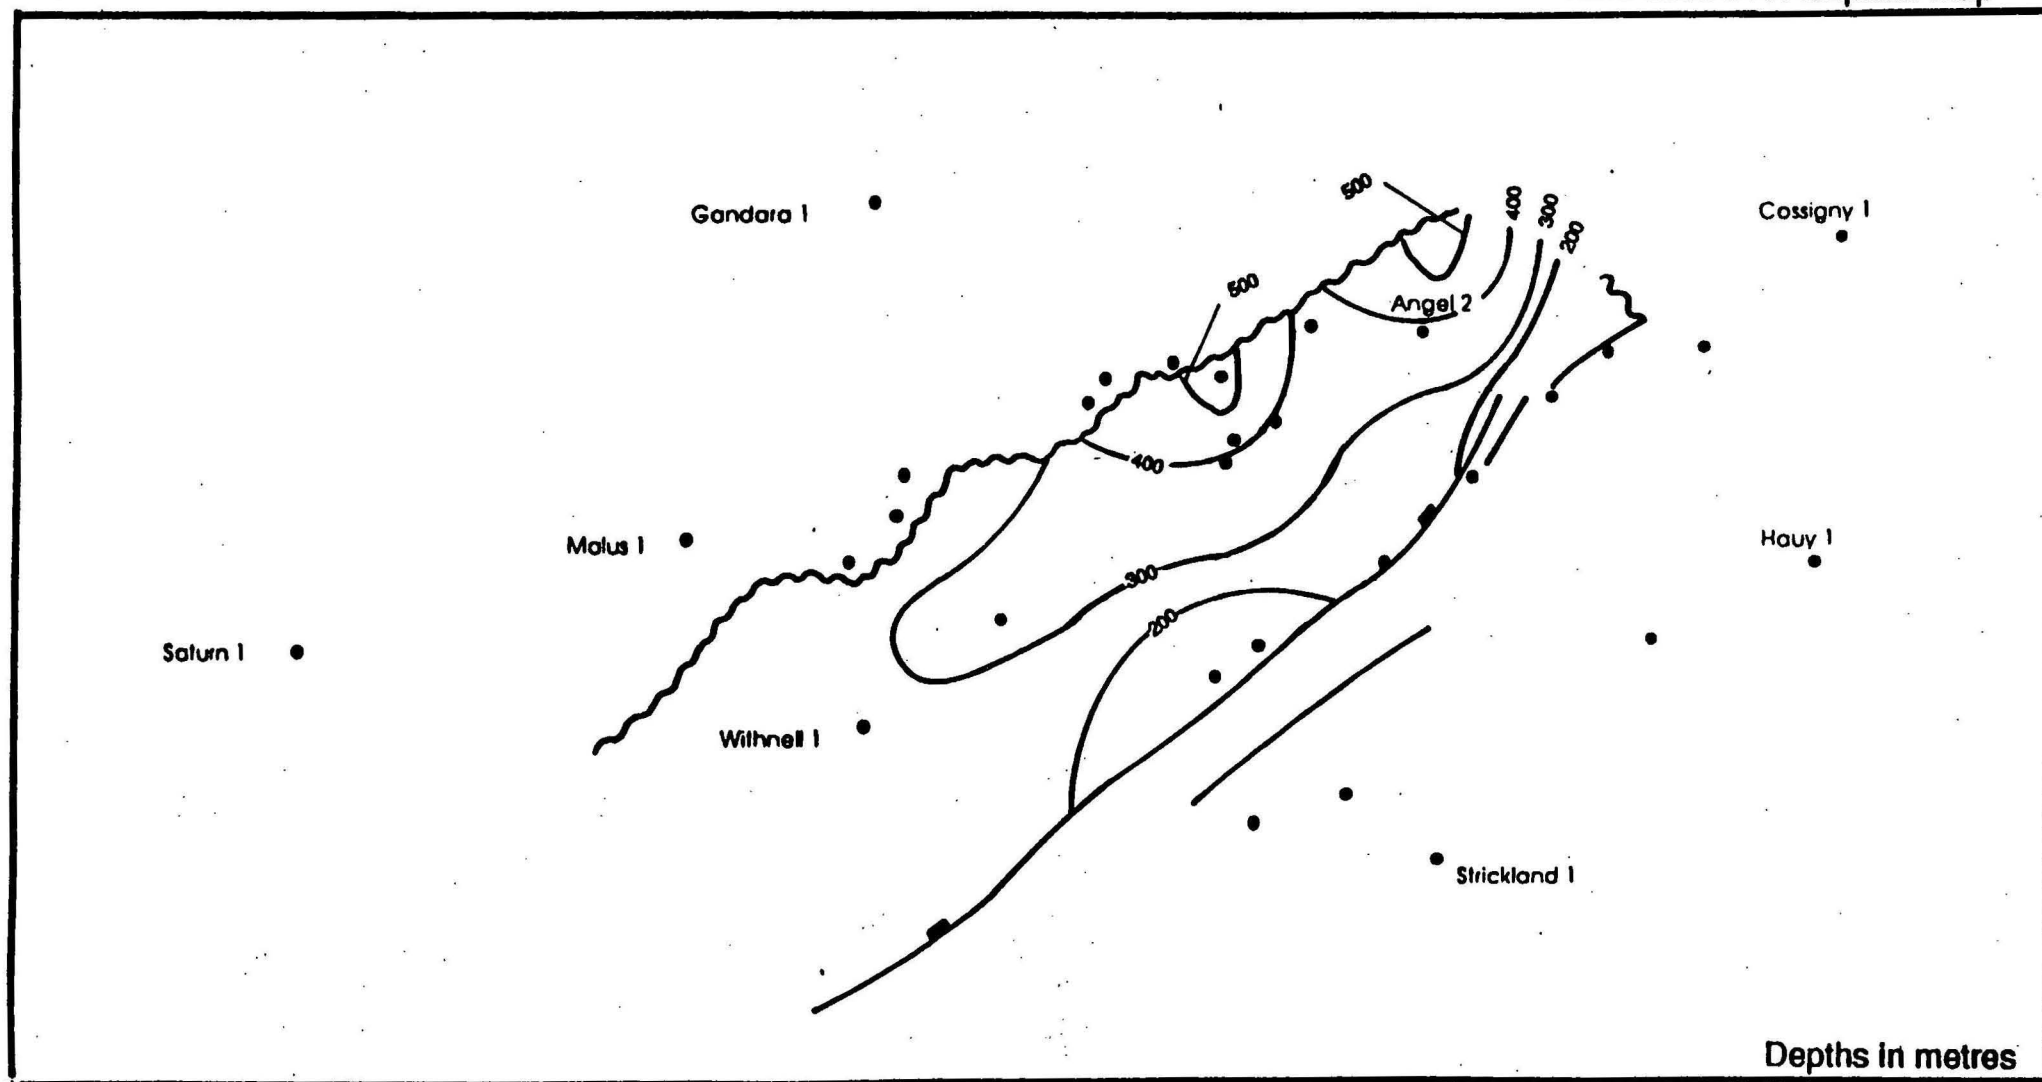 500
400
300
200
Gandara 1
Cossigny 1
500
Angel 2
400
Malus 1
Hauy 1
300
200
Saturn 1
Withnell 1
Strickland 1
Depths in metres